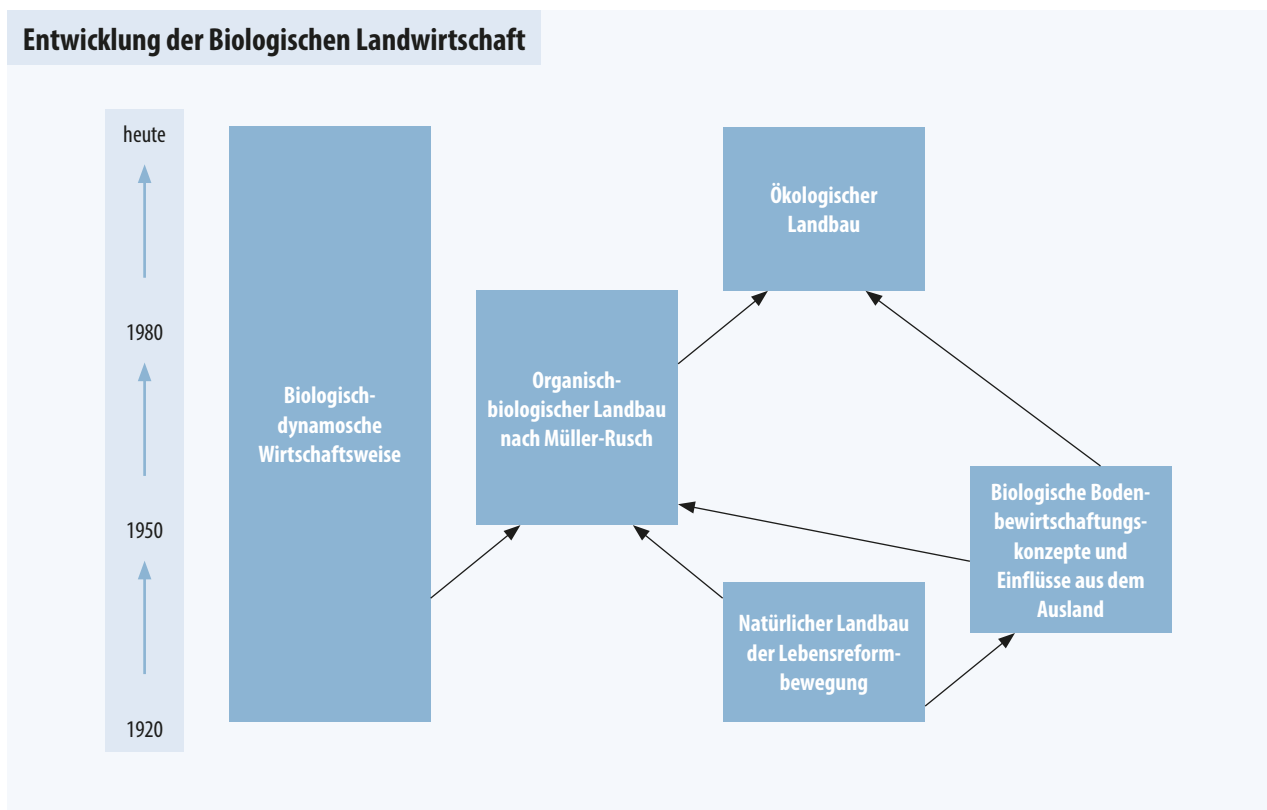 Entwicklung der Biologischen Landwirtschaft
heute
1980
1950
1920
Biologisch-
dynamosche
Wirtschaftsweise
Organisch-
biologischer Landbau
nach Müller-Rusch
Ökologischer
Landbau
Natürlicher Landbau
der Lebensreform-
bewegung
Biologische Boden-
bewirtschaftungs-
konzepte und
Einflüsse aus dem
Ausland